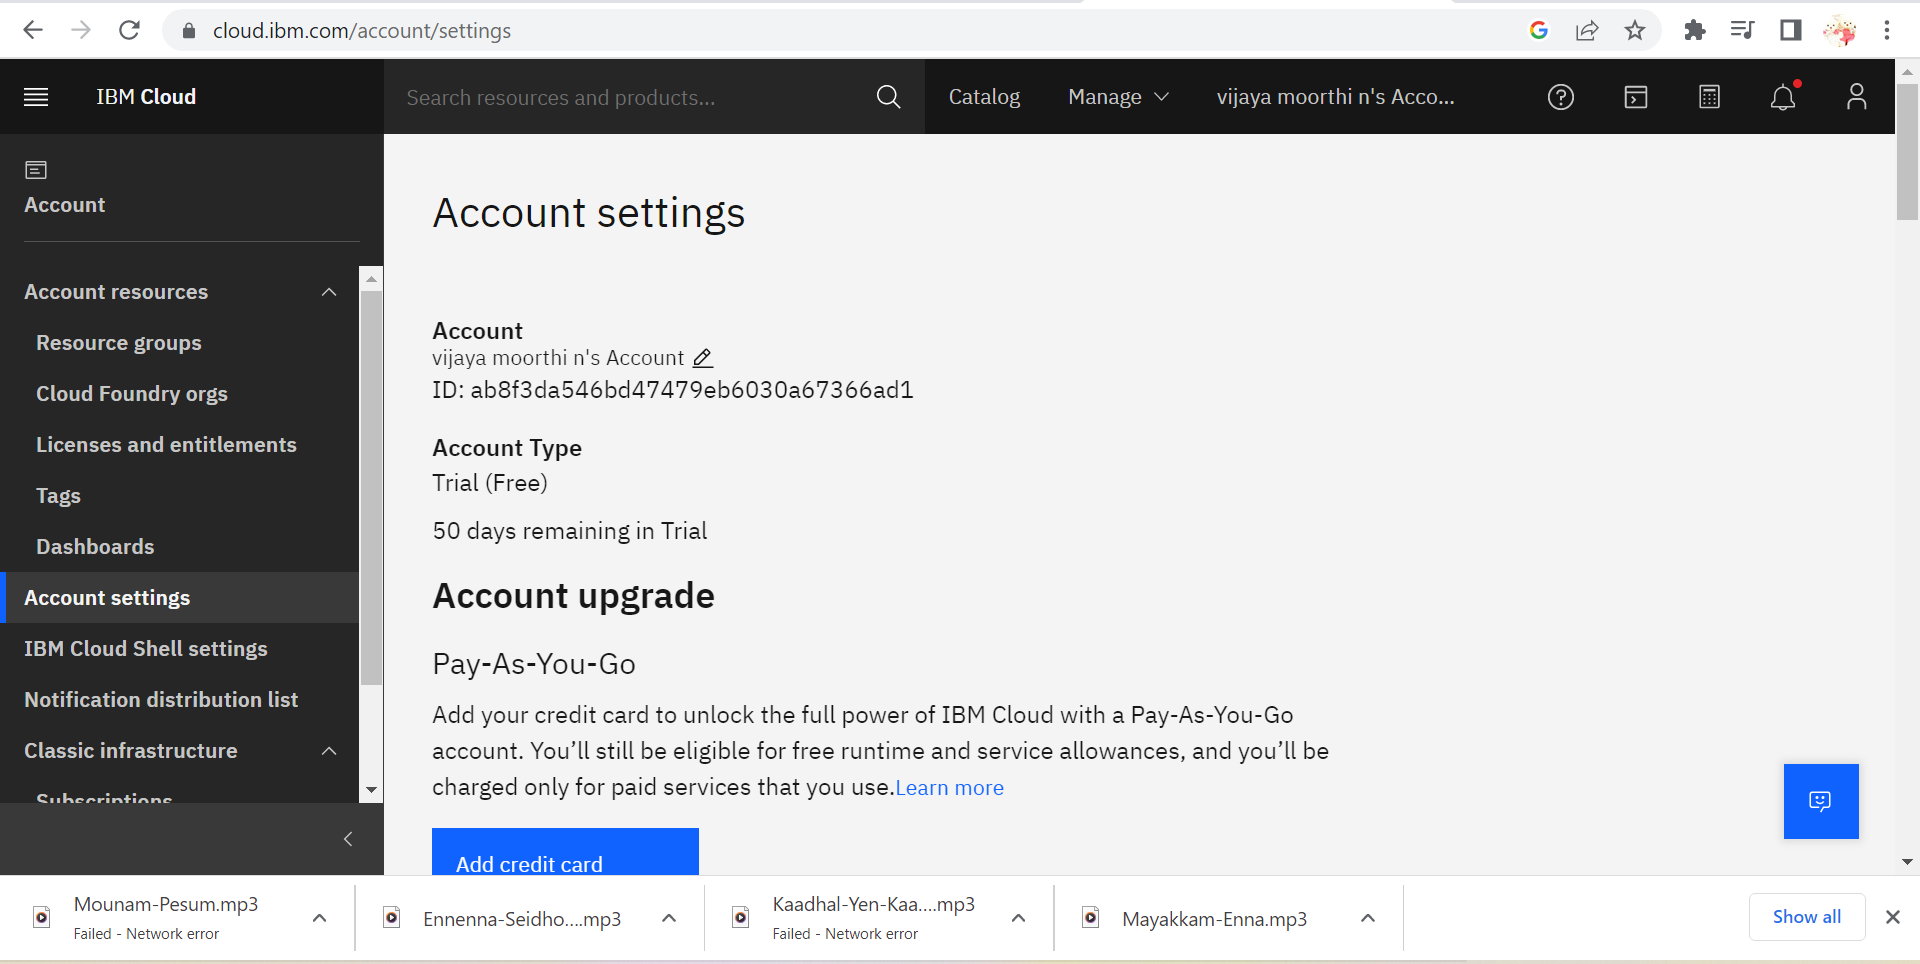 cloud.ibm.com/account/settings
IBM Cloud
Search resources and products...
Catalog
Manage
vijaya moorthi n's Acco...
Account
Account resources
Resource groups
Cloud Foundry orgs
Licenses and entitlements
Tags
Dashboards
Account settings
IBM Cloud Shell settings
Notification distribution list
Classic infrastructure
Subscriptions
Account settings
Account
vijaya moorthi n's Account
ID: ab8f3da546bd47479eb6030a67366ad1
Account Type
Trial (Free)
50 days remaining in Trial
Account upgrade
Pay-As-You-Go
Add your credit card to unlock the full power of IBM Cloud with a Pay-As-You-Go
account. You’ll still be eligible for free runtime and service allowances, and you’ll be
charged only for paid services that you use.Learn more
Add credit card
Mounam-Pesum.mp3
Failed - Network error
Ennenna-Seidho....mp3
Kaadhal-Yen-Kaa....mp3
Failed - Network error
Mayakkam-Enna.mp3
Show all